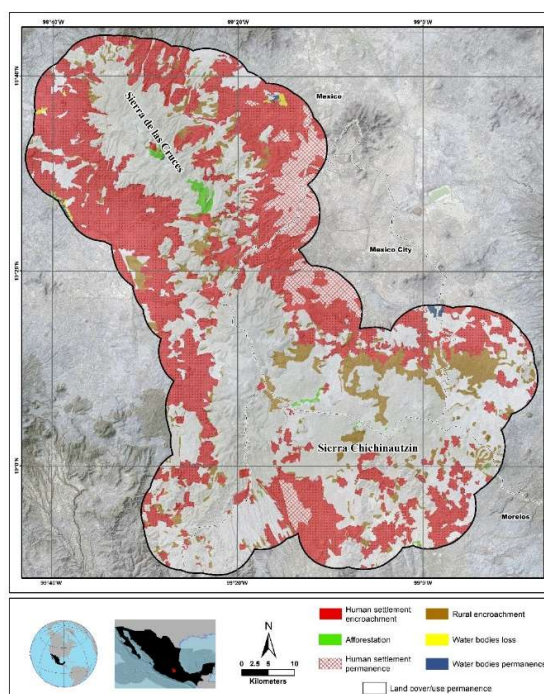 99°40'W 99°20'W 99°0'W
Mexico
Sierra de las Cruces
Mexico City
Sierra Chichinautzin
Morelos
99°40'W 99°20'W 99°0'W
N
2.5 5 10
Kilometers
Human settlement
encroachment
Afforestation
Human settlement
permanence
Rural encroachment
Water bodies loss
Water bodies permanence
Land cover/use permanence